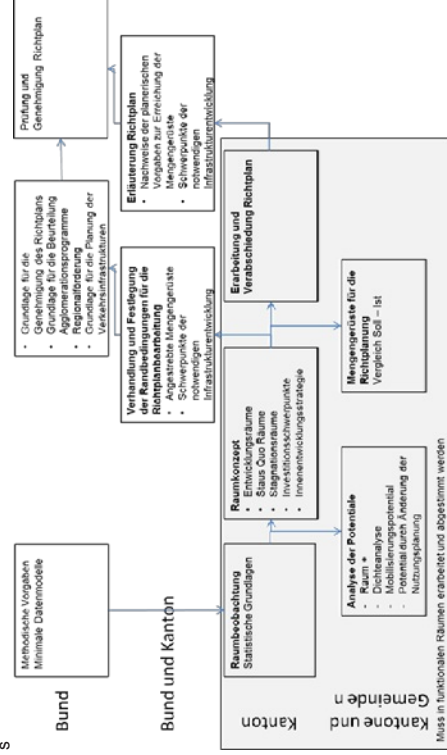 s
Bund
Methodische Vorgaben
Minimale Datenmodelle
• Grundlage für die
Genehmigung des Richtplans
• Grundlage für die Beurteilung
Agglomerationsprogramme
• Regionalförderung
• Grundlage für die Planung der
Verkehrsinfrastrukturen
Prüfung und
Genehmigung Richtplan
Bund und Kanton
Verhandlung und Festlegung
der Randbedingungen für die
Richtplanbearbeitung
• Angestrebte Mengengerüste
• Schwerpunkte der
notwendigen
Infrastrukturentwicklung
Erläuterung Richtplan
• Nachweise der planerischen
Vorgaben zur Erreichung der
Mengengerüste
• Schwerpunkte der
notwendigen
Infrastrukturentwicklung
Kanton
Raumbeobachtung
Statistische Grundlagen
Raumkonzept
• Entwicklungsräume
• Staus Quo Räume
• Stagnationsräume
• Investitionsschwerpunkte
• Innenentwicklungsstrategie
Erarbeitung und
Verabschiedung Richtplan
Kantone und
Gemeinden
Analyse der Potentiale
- Raum +
- Dichteanalyse
- Mobilisierungspotential
- Potential durch Änderung der
Nutzungsplanung
Mengengerüste für die
Richtplanung
Vergleich Soll – Ist
Muss in funktionalen Räumen erarbeitet und abgestimmt werden